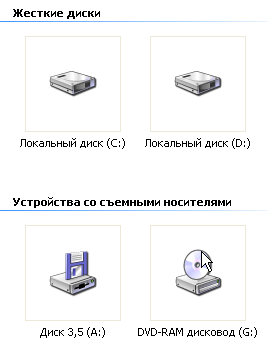 Жесткие диски
Локальный диск (C:) Локальный диск (D:)
Устройства со съемными носителями
Диск 3,5 (A:) DVD-RAM дисковод (G:)